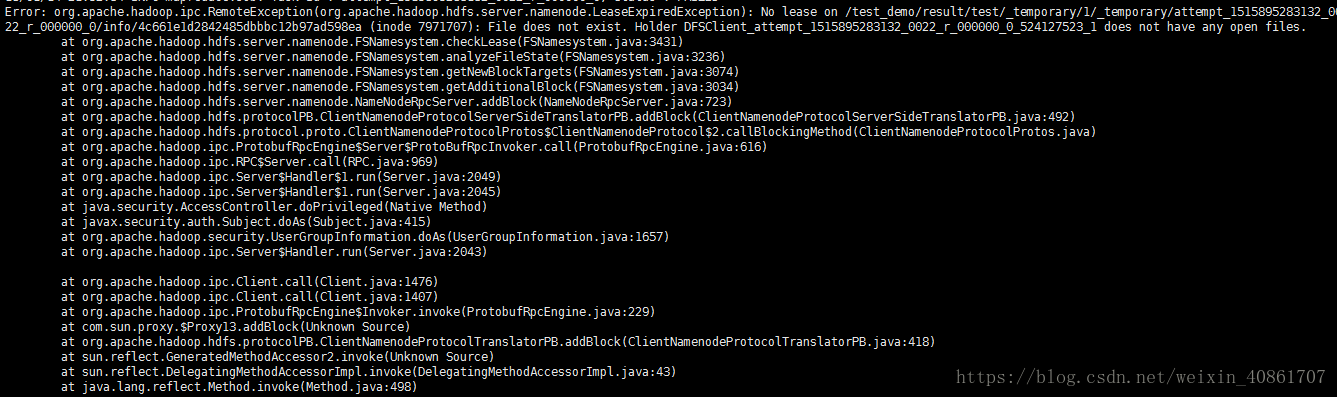 Error: org.apache.hadoop.ipc.RemoteException(org.apache.hadoop.hdfs.server.namenode.LeaseExpiredException): No lease on /test_demo/result/test/_temporary/1/_temporary/attempt_1515895283132_00
22_r_000000_0/info/4c661e1d2842485dbbbc12b97ad598ea (inode 7971707): File does not exist. Holder DFSClient_attempt_1515895283132_0022_r_000000_0_524127523_1 does not have any open files.
at org.apache.hadoop.hdfs.server.namenode.FSNamesystem.checkLease(FSNamesystem.java:3431)
at org.apache.hadoop.hdfs.server.namenode.FSNamesystem.analyzeFileState(FSNamesystem.java:3236)
at org.apache.hadoop.hdfs.server.namenode.FSNamesystem.getNewBlockTargets(FSNamesystem.java:3074)
at org.apache.hadoop.hdfs.server.namenode.FSNamesystem.getAdditionalBlock(FSNamesystem.java:3034)
at org.apache.hadoop.hdfs.server.namenode.NameNodeRpcServer.addBlock(NameNodeRpcServer.java:723)
at org.apache.hadoop.hdfs.protocolPB.ClientNamenodeProtocolServerSideTranslatorPB.addBlock(ClientNamenodeProtocolServerSideTranslatorPB.java:492)
at org.apache.hadoop.hdfs.protocol.proto.ClientNamenodeProtocolProtos$ClientNamenodeProtocol$2.callBlockingMethod(ClientNamenodeProtocolProtos.java)
at org.apache.hadoop.ipc.ProtobufRpcEngine$Server$ProtoBufRpcInvoker.call(ProtobufRpcEngine.java:616)
at org.apache.hadoop.ipc.RPC$Server.call(RPC.java:969)
at org.apache.hadoop.ipc.Server$Handler$1.run(Server.java:2049)
at org.apache.hadoop.ipc.Server$Handler$1.run(Server.java:2045)
at java.security.AccessController.doPrivileged(Native Method)
at javax.security.auth.Subject.doAs(Subject.java:415)
at org.apache.hadoop.security.UserGroupInformation.doAs(UserGroupInformation.java:1657)
at org.apache.hadoop.ipc.Server$Handler.run(Server.java:2043)
at org.apache.hadoop.ipc.Client.call(Client.java:1476)
at org.apache.hadoop.ipc.Client.call(Client.java:1407)
at org.apache.hadoop.ipc.ProtobufRpcEngine$Invoker.invoke(ProtobufRpcEngine.java:229)
at com.sun.proxy.$Proxy13.addBlock(Unknown Source)
at org.apache.hadoop.hdfs.protocolPB.ClientNamenodeProtocolTranslatorPB.addBlock(ClientNamenodeProtocolTranslatorPB.java:418)
at sun.reflect.GeneratedMethodAccessor2.invoke(Unknown Source)
at sun.reflect.DelegatingMethodAccessorImpl.invoke(DelegatingMethodAccessorImpl.java:43)
at java.lang.reflect.Method.invoke(Method.java:498)
https://blog.csdn.net/weixin_40861707